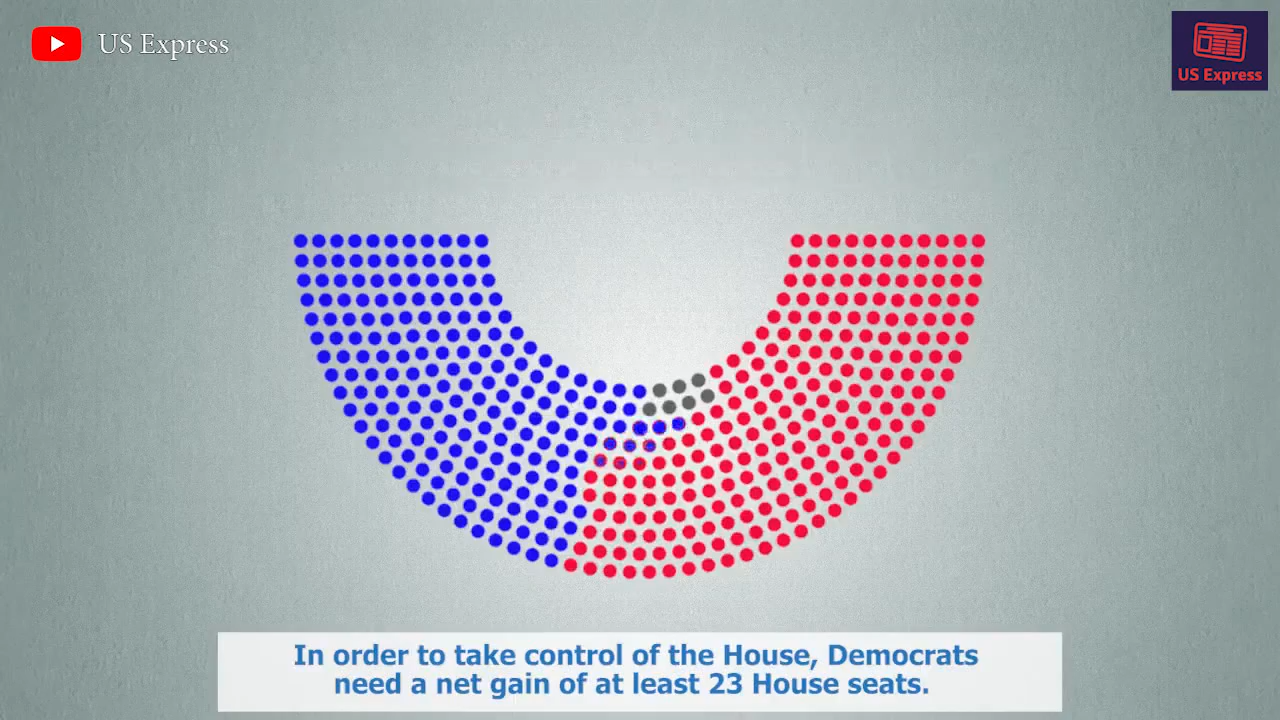 US Express
US Express
In order to take control of the House, Democrats
need a net gain of at least 23 House seats.